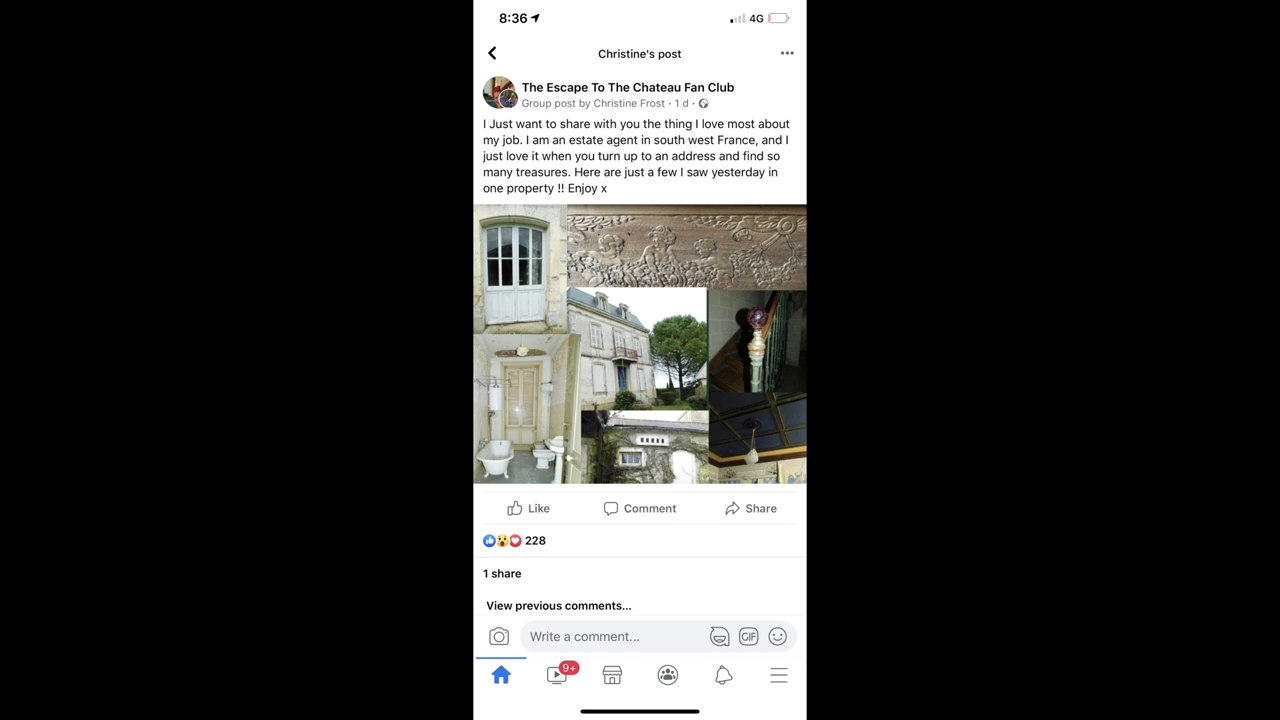 8:36
4G
Christine's post
The Escape To The Chateau Fan Club
Group post by Christine Frost · 1 d ·
I Just want to share with you the thing I love most about
my job. I am an estate agent in south west France, and I
just love it when you turn up to an address and find so
many treasures. Here are just a few I saw yesterday in
one property !! Enjoy x
Like
Comment
Share
228
1 share
View previous comments...
Write a comment...
GIF
9+